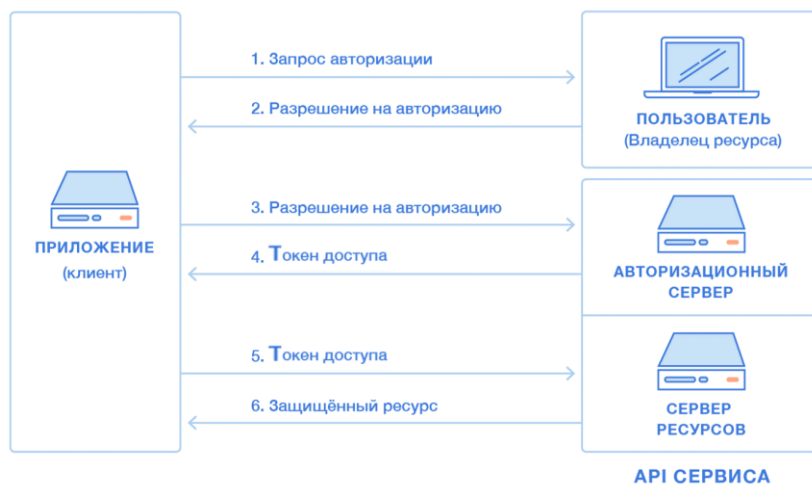 1. Запрос авторизации
2. Разрешение на авторизацию
ПОЛЬЗОВАТЕЛЬ
(Владелец ресурса)
ПРИЛОЖЕНИЕ
(клиент)
3. Разрешение на авторизацию
4. Токен доступа
АВТОРИЗАЦИОННЫЙ
СЕРВЕР
5. Токен доступа
6. Защищённый ресурс
СЕРВЕР
РЕСУРСОВ
API СЕРВИСА